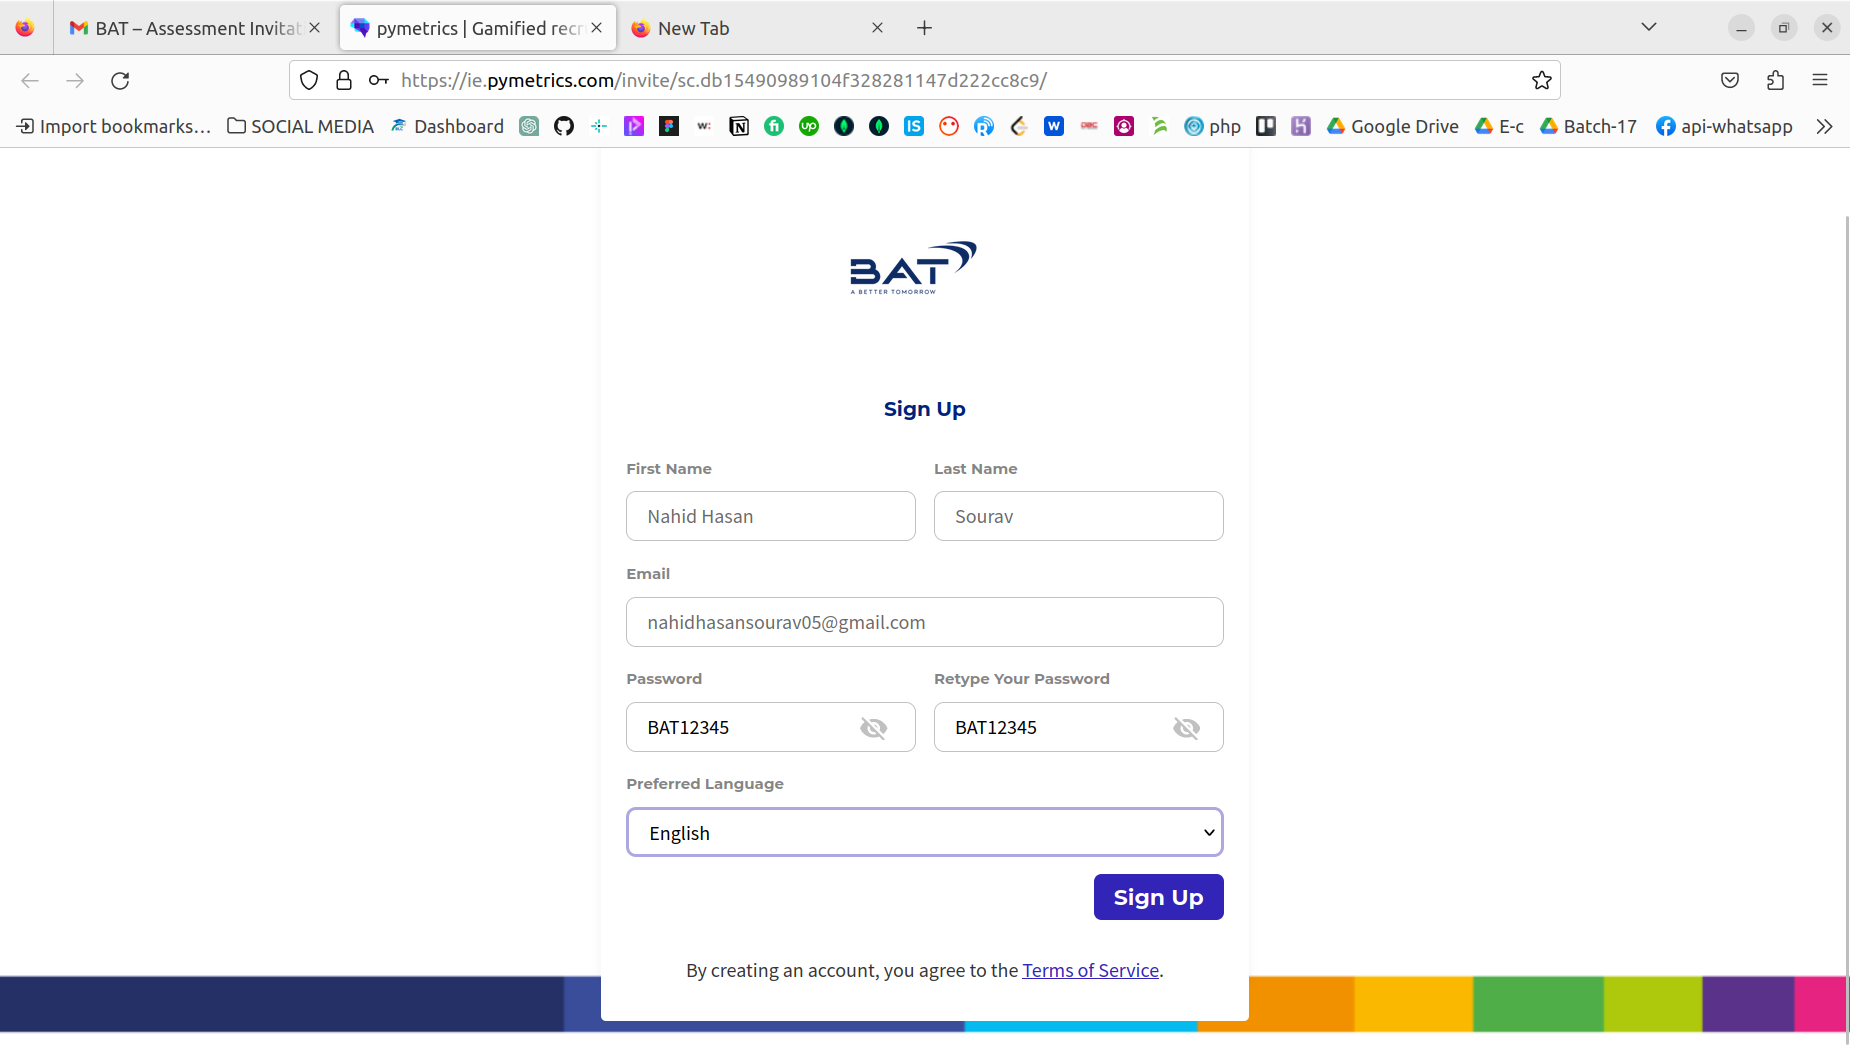 BAT – Assessment Invitat
pymetrics | Gamified recr
New Tab
https://ie.pymetrics.com/invite/sc.db15490989104f328281147d222cc8c9/
Import bookmarks... SOCIAL MEDIA Dashboard php Google Drive E-c Batch-17 api-whatsapp
BAT
A BETTER TOMORROW
Sign Up
First Name Last Name
Nahid Hasan Sourav
Email
nahidhasansourav05@gmail.com
Password Retype Your Password
BAT12345 BAT12345
Preferred Language
English
Sign Up
By creating an account, you agree to the Terms of Service.